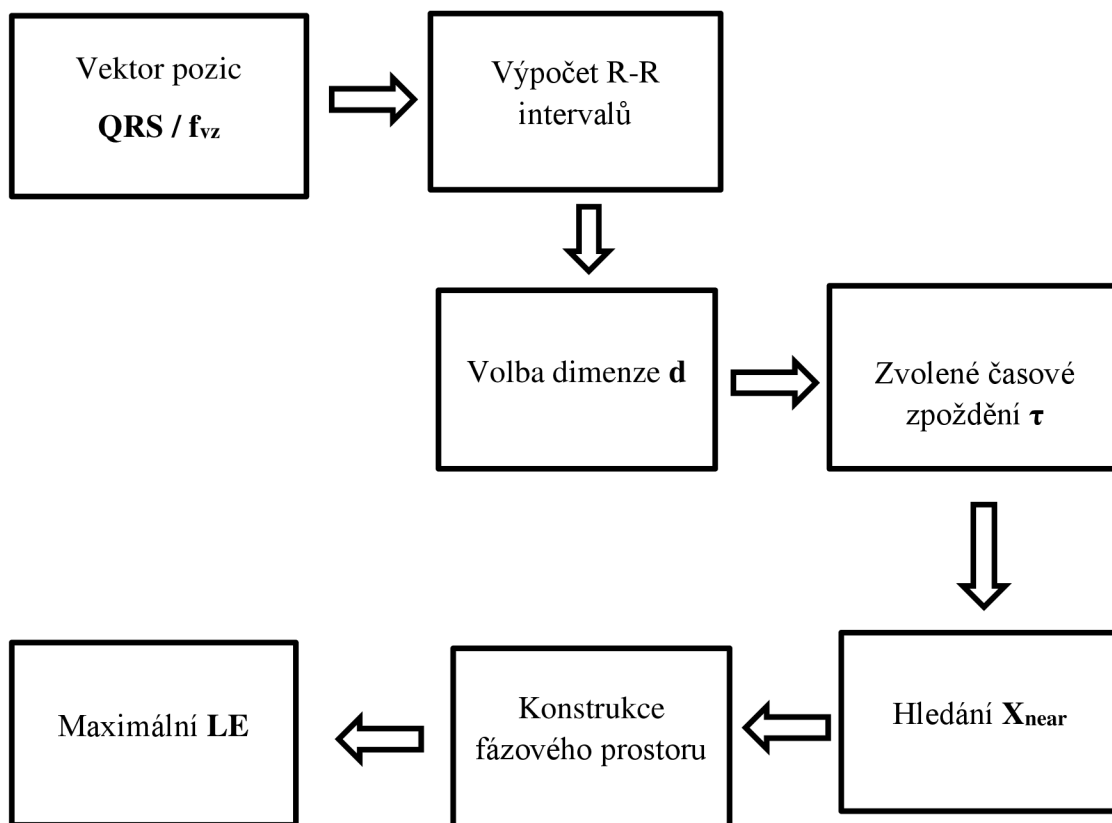 Vektor pozic
QRS / fvz
Výpočet R-R
intervalů
Volba dimenze d
Zvolené časové
zpoždění τ
Hledání Xnear
Konstrukce
fázového prostoru
Maximální LE